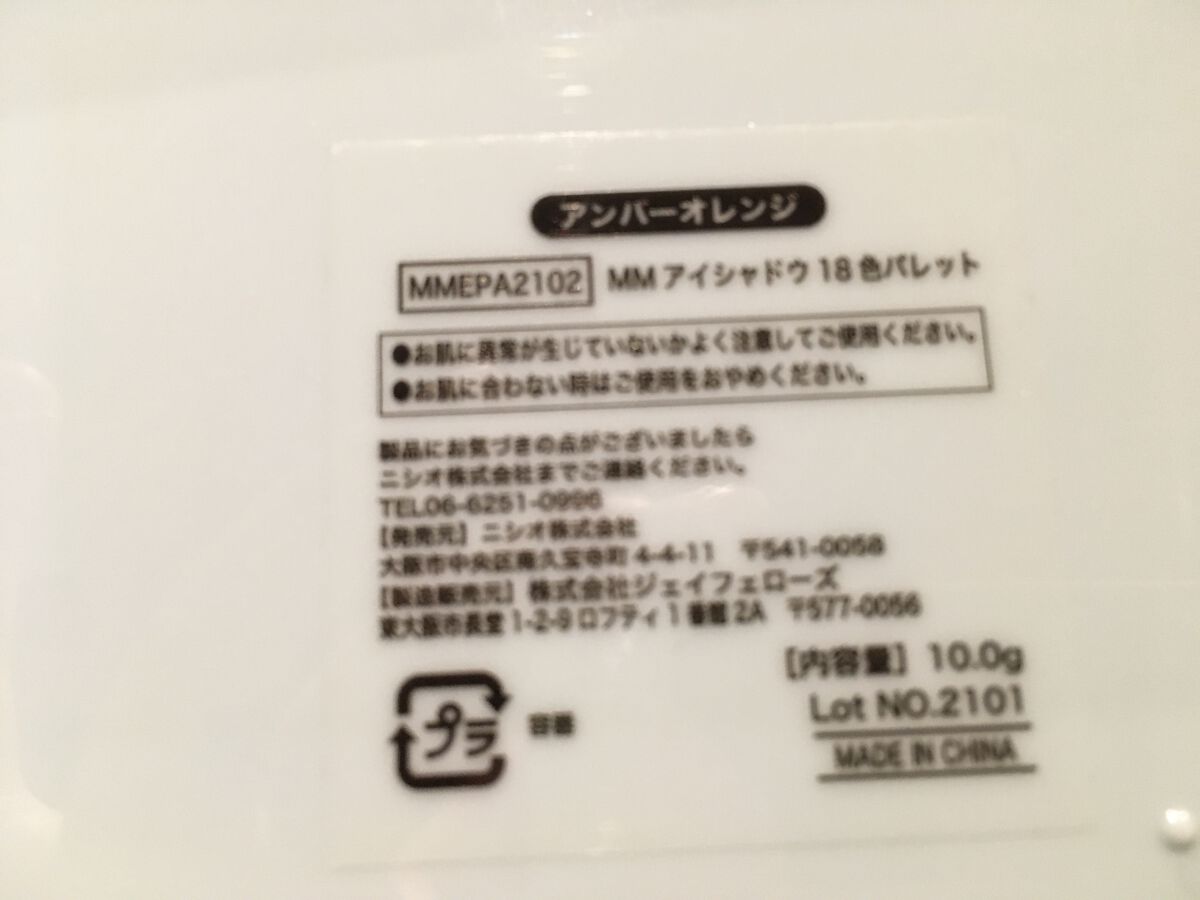 アンバーオレンジ
MMEPA2102 MMアイシャドウ 18色パレット
●お肌に異常が生じていないかよく注意してご使用ください。
●お肌に合わない時はご使用をおやめください。
製品にお気づきの点がございましたら
ニシオ株式会社までご連絡ください。
TEL06-6251-0996
【発売元】ニシオ株式会社
大阪市中央区南久宝寺町4-4-11 〒541-0058
【製造販売元】株式会社ジェイフェローズ
東大阪市長堂1-2-9ロフティ1番館2A 〒577-0056
［内容量］10.0g
Lot NO.2101
MADE IN CHINA
プラ 容器